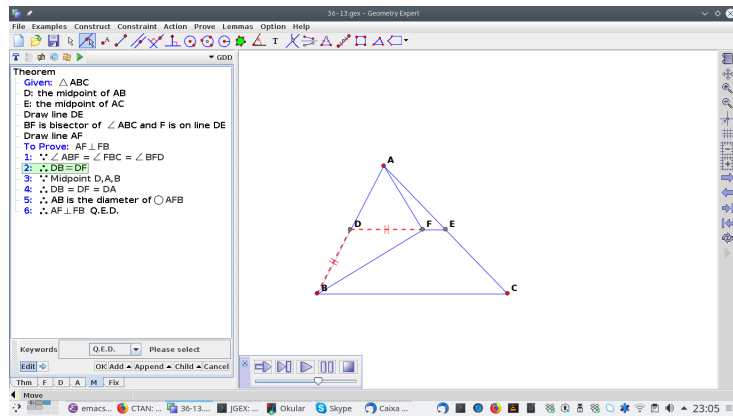 36-13.gex - Geometry Expert
File Examples Construct Constraint Action Prove Lemmas Option Help
T
GDD
Theorem
Given: △ ABC
D: the midpoint of AB
E: the midpoint of AC
Draw line DE
BF is bisector of ∠ ABC and F is on line DE
Draw line AF
To Prove: AF⊥FB
1: ∵ ∠ ABF = ∠ FBC = ∠ BFD
2: ∴ DB = DF
3: ∵ Midpoint D,A,B
4: ∴ DB = DF = DA
5: ∴ AB is the diameter of ◯ AFB
6: ∴ AF⊥FB Q.E.D.
A
D
F
E
B
C
Keywords Q.E.D. Please select
Edit OK Add Append Child Cancel
Thm F D A M Fix
Move
emacs... CTAN: ... 36-13.... JGEX: ... Okular Skype Caixa ... 23:05